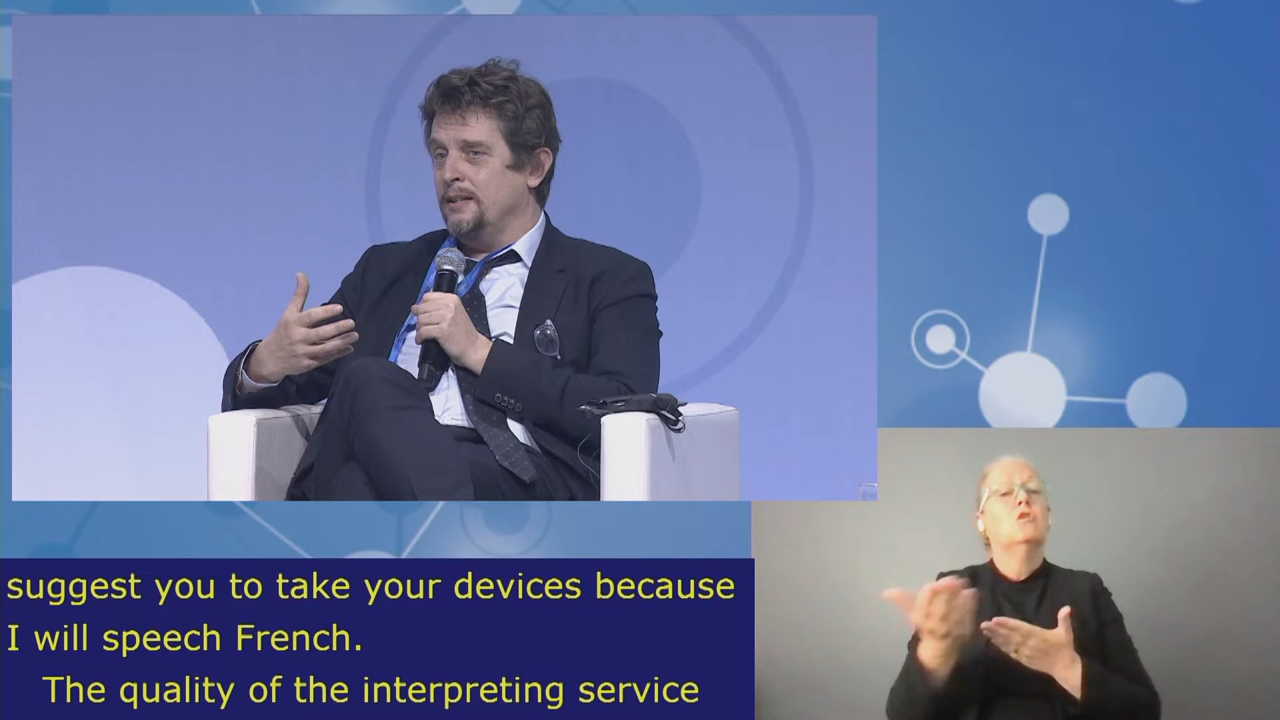 suggest you to take your devices because
I will speech French.
The quality of the interpreting service